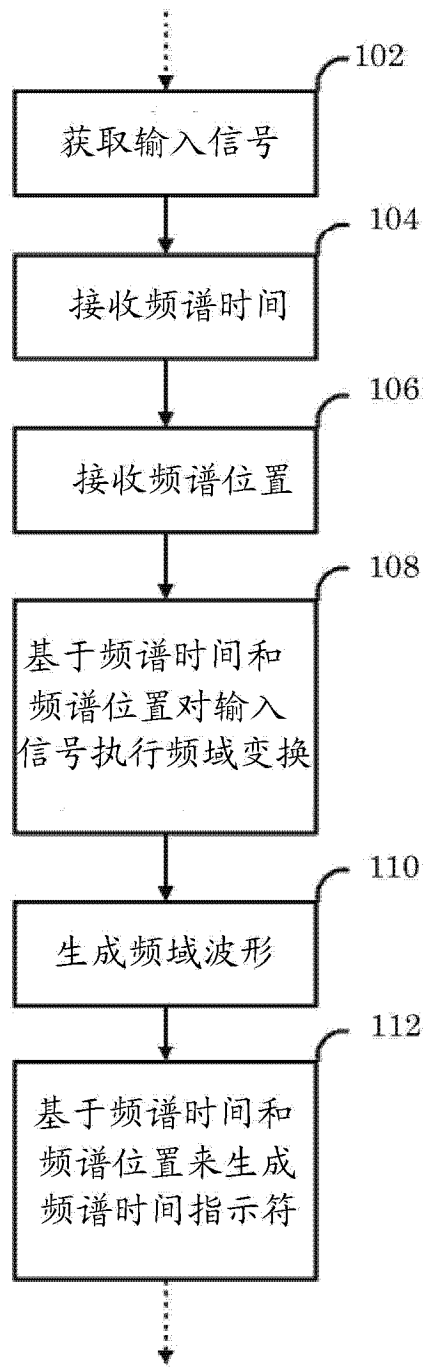 102
获取输入信号
104
接收频谱时间
106
接收频谱位置
108
基于频谱时间和
频谱位置对输入
信号执行频域变换
110
生成频域波形
112
基于频谱时间和
频谱位置来生成
频谱时间指示符